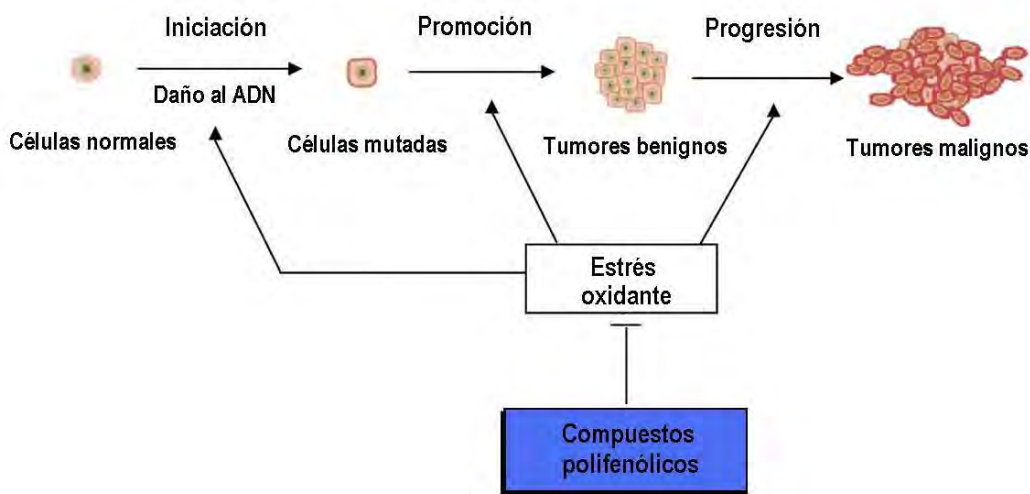 Iniciación
Promoción
Progresión
Daño al ADN
Células normales
Células mutadas
Tumores benignos
Tumores malignos
Estrés
oxidante
Compuestos
polifenólicos